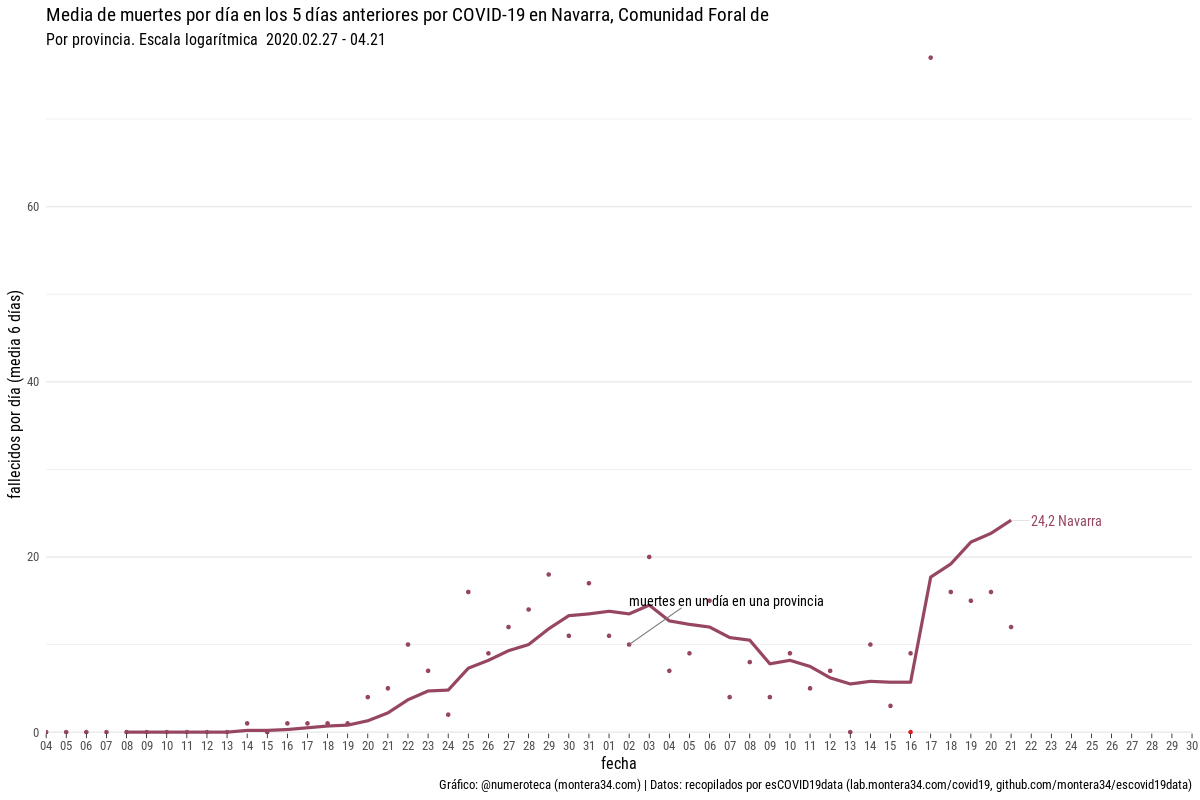 Media de muertes por día en los 5 días anteriores por COVID-19 en Navarra, Comunidad Foral de
Por provincia. Escala logarítmica  2020.02.27 - 04.21
fallecidos por día (media 6 días)
60
40
20
0
24,2 Navarra
muertes en un día en una provincia
04 05 06 07 08 09 10 11 12 13 14 15 16 17 18 19 20 21 22 23 24 25 26 27 28 29 30 31 01 02 03 04 05 06 07 08 09 10 11 12 13 14 15 16 17 18 19 20 21 22 23 24 25 26 27 28 29 30
fecha
Gráfico: @numeroteca (montera34.com) | Datos: recopilados por esCOVID19data (lab.montera34.com/covid19, github.com/montera34/escovid19data)